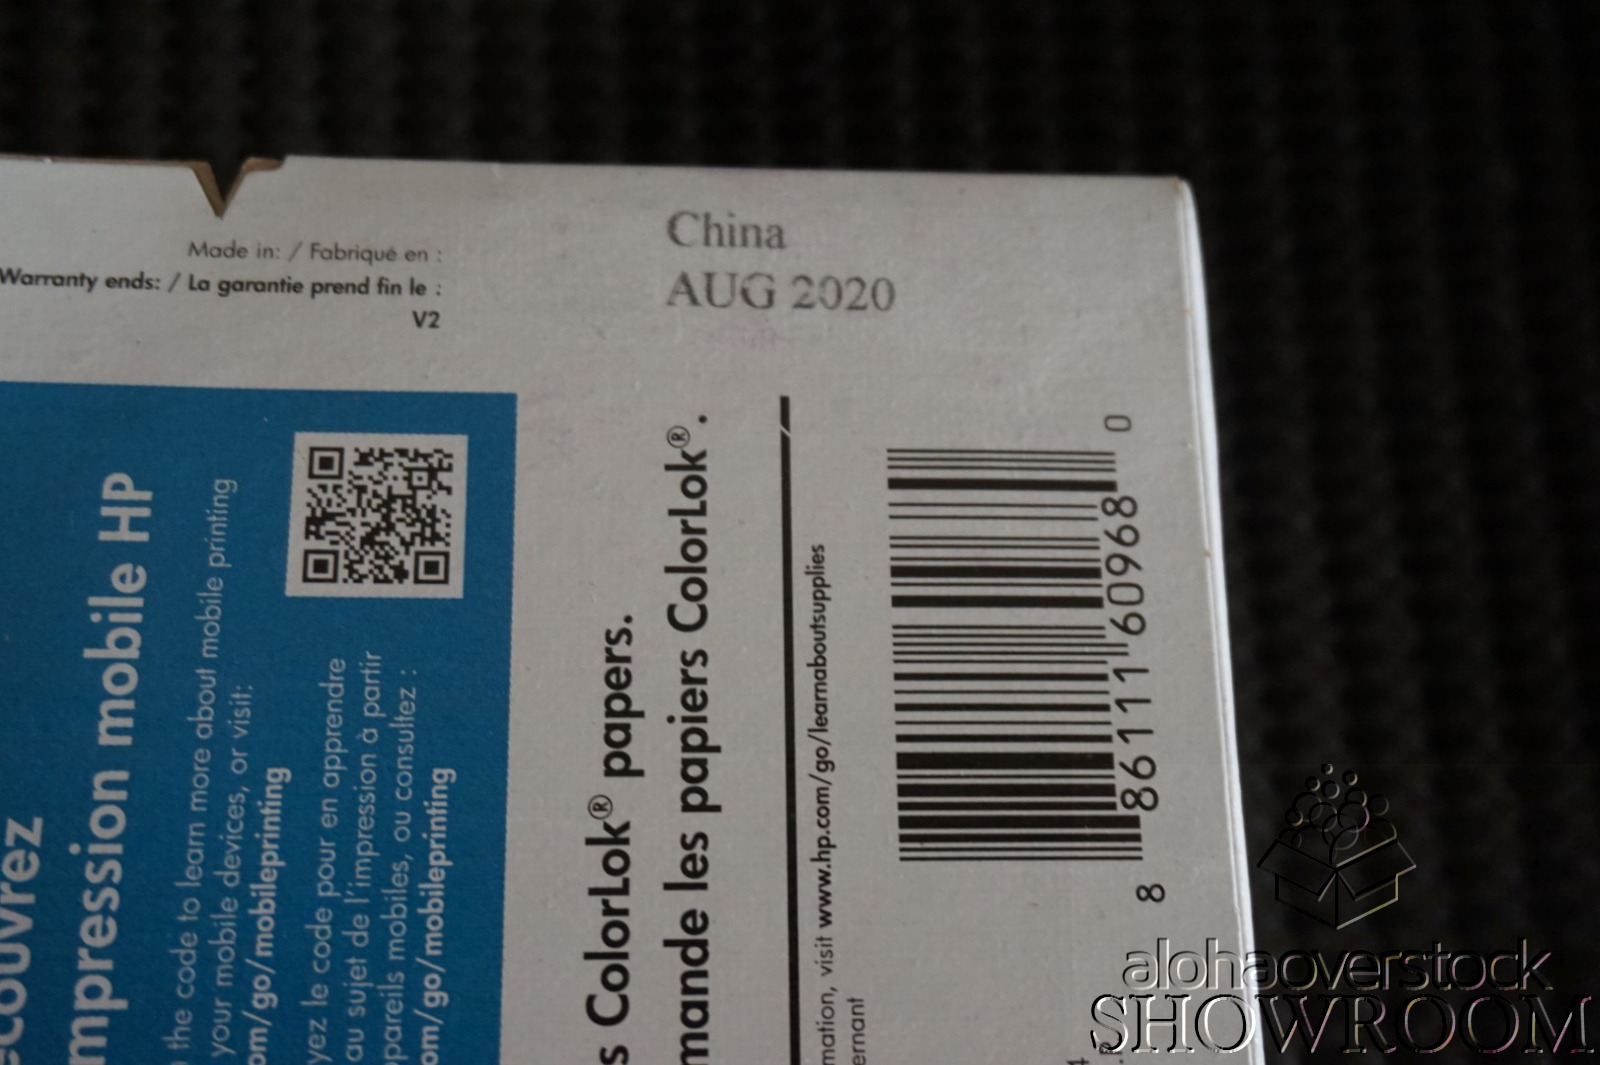 Made in: / Fabriqué en :
China
Warranty ends: / La garantie prend fin le :
AUG 2020
V2
mpression mobile HP
the code to learn more about mobile printing
your mobile devices, or visit:
om/go/mobileprinting
yez le code pour en apprendre
au sujet de l'impression à partir
pareils mobiles, ou consultez :
om/go/mobileprinting
s ColorLok® papers.
mande les papiers ColorLok®.
mation, visit www.hp.com/go/learnaboutsupplies
ernant
8 86111 60968 0
alohaoverstock
SHOWROOM